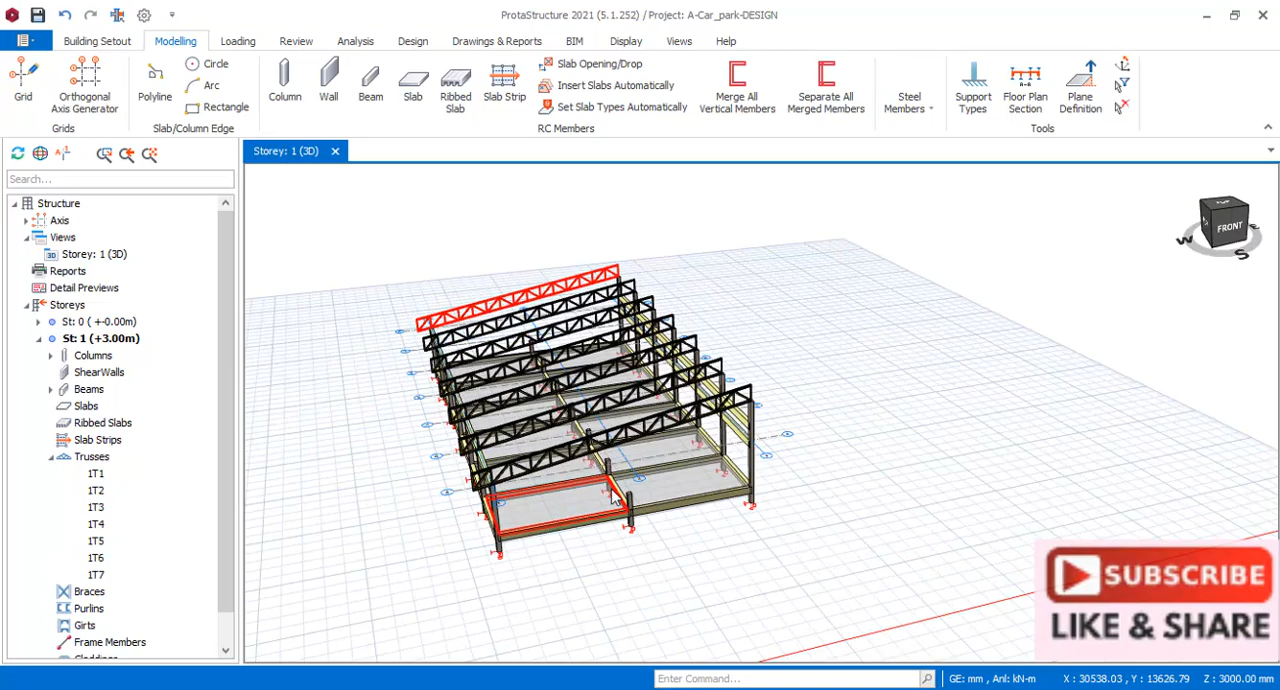 ProtaStructure 2021 (5.1.252) / Project: A-Car_park-DESIGN
Building Setout Modelling Loading Review Analysis Design Drawings & Reports BIM Display Views Help
Grid
Orthogonal
Axis Generator
Grids
Polyline
Circle
Arc
Rectangle
Slab/Column Edge
Column
Wall
Beam
Slab
Ribbed
Slab
Slab Strip
Slab Opening/Drop
Insert Slabs Automatically
Set Slab Types Automatically
Merge All
Vertical Members
Separate All
Merged Members
RC Members
Steel
Members
Support
Types
Floor Plan
Section
Plane
Definition
Tools
Storey: 1 (3D)
Search...
Structure
Axis
Views
3D Storey: 1 (3D)
Reports
Detail Previews
Storeys
St: 0 ( +-0.00m)
St: 1 (+3.00m)
Columns
ShearWalls
Beams
Slabs
Ribbed Slabs
Slab Strips
Trusses
1T1
1T2
1T3
1T4
1T5
1T6
1T7
Braces
Purlins
Girts
Frame Members
FRONT
W
S
SUBSCRIBE
LIKE & SHARE
Enter Command...
GE: mm, Anl: kN-m
X : 30538.03 , Y : 13626.79
Z : 3000.00 mm